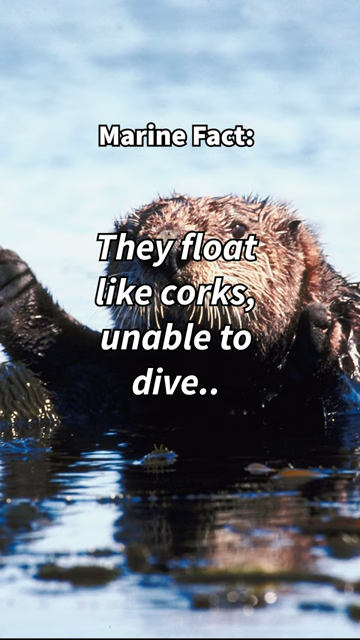 Marine Fact:
They float
like corks,
unable to
dive..